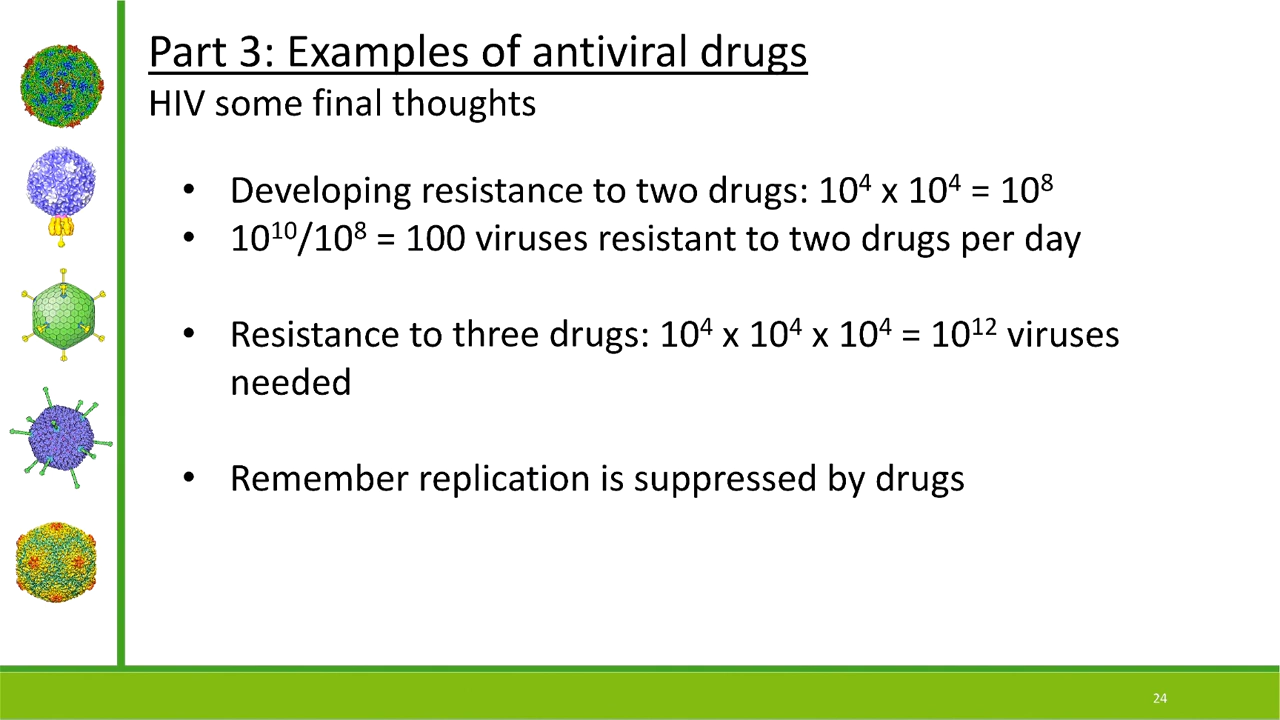 Part 3: Examples of antiviral drugs
HIV some final thoughts
• Developing resistance to two drugs: 10⁴ x 10⁴ = 10⁸
• 10¹⁰/10⁸ = 100 viruses resistant to two drugs per day
• Resistance to three drugs: 10⁴ x 10⁴ x 10⁴ = 10¹² viruses
needed
• Remember replication is suppressed by drugs
24